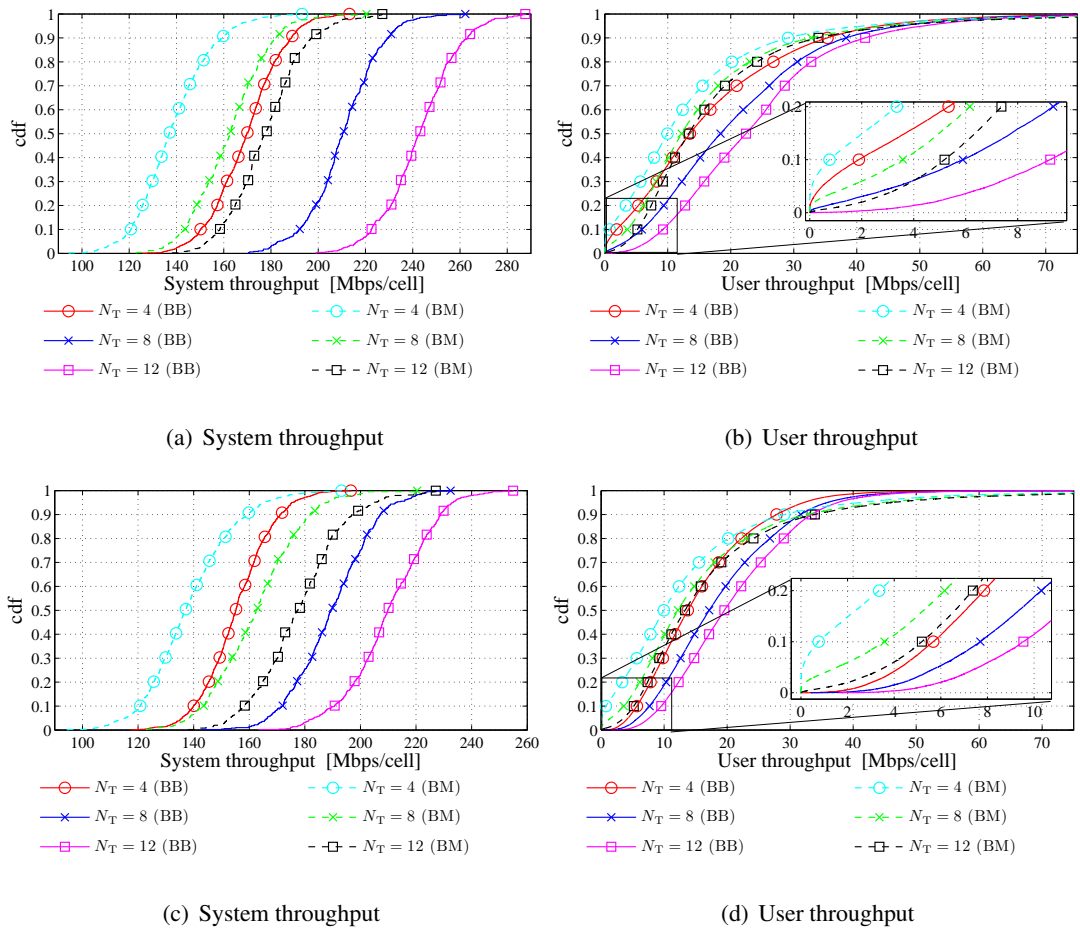 1
0.9
0.8
0.7
0.6
0.5
0.4
0.3
0.2
0.1
0
cdf
100 120 140 160 180 200 220 240 260 280
System throughput [Mbps/cell]
N_T = 4 (BB)
N_T = 4 (BM)
N_T = 8 (BB)
N_T = 8 (BM)
N_T = 12 (BB)
N_T = 12 (BM)
(a) System throughput
1
0.9
0.8
0.7
0.6
0.5
0.4
0.3
0.2
0.1
0
cdf
0.2
0.1
0
0 2 4 6 8
0 10 20 30 40 50 60 70
User throughput [Mbps/cell]
N_T = 4 (BB)
N_T = 4 (BM)
N_T = 8 (BB)
N_T = 8 (BM)
N_T = 12 (BB)
N_T = 12 (BM)
(b) User throughput
1
0.9
0.8
0.7
0.6
0.5
0.4
0.3
0.2
0.1
0
cdf
100 120 140 160 180 200 220 240 260
System throughput [Mbps/cell]
N_T = 4 (BB)
N_T = 4 (BM)
N_T = 8 (BB)
N_T = 8 (BM)
N_T = 12 (BB)
N_T = 12 (BM)
(c) System throughput
1
0.9
0.8
0.7
0.6
0.5
0.4
0.3
0.2
0.1
0
cdf
0.2
0.1
0
0 2 4 6 8 10
0 10 20 30 40 50 60 70
User throughput [Mbps/cell]
N_T = 4 (BB)
N_T = 4 (BM)
N_T = 8 (BB)
N_T = 8 (BM)
N_T = 12 (BB)
N_T = 12 (BM)
(d) User throughput